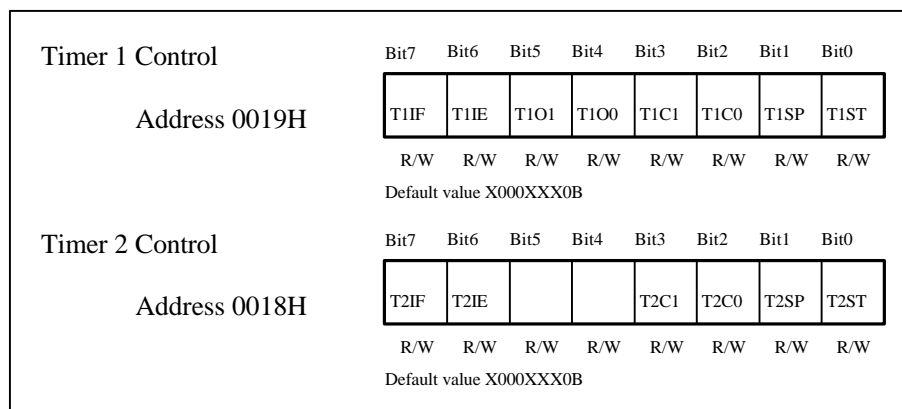 Timer 1 Control Bit7 Bit6 Bit5 Bit4 Bit3 Bit2 Bit1 Bit0
Address 0019H T1IF T1IE T1O1 T1O0 T1C1 T1C0 T1SP T1ST
R/W R/W R/W R/W R/W R/W R/W R/W
Default value X000XXX0B
Timer 2 Control Bit7 Bit6 Bit5 Bit4 Bit3 Bit2 Bit1 Bit0
Address 0018H T2IF T2IE T2C1 T2C0 T2SP T2ST
R/W R/W R/W R/W R/W R/W R/W R/W
Default value X000XXX0B